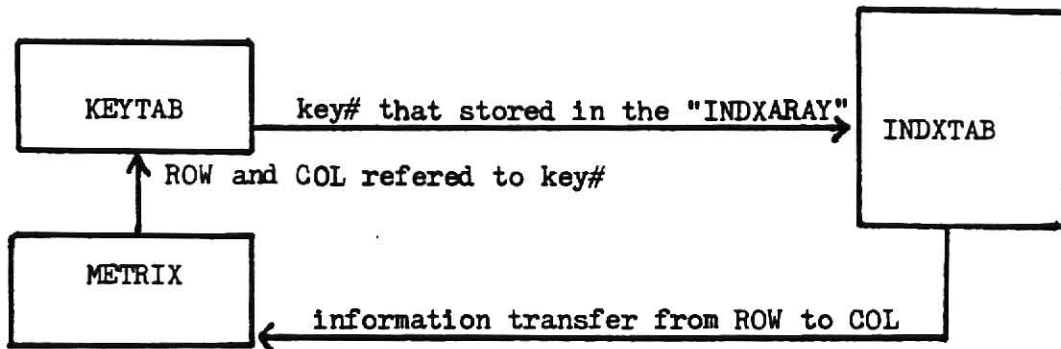 KEYTAB
key# that stored in the "INDXARAY"
INDXTAB
ROW and COL refered to key#
METRIX
information transfer from ROW to COL